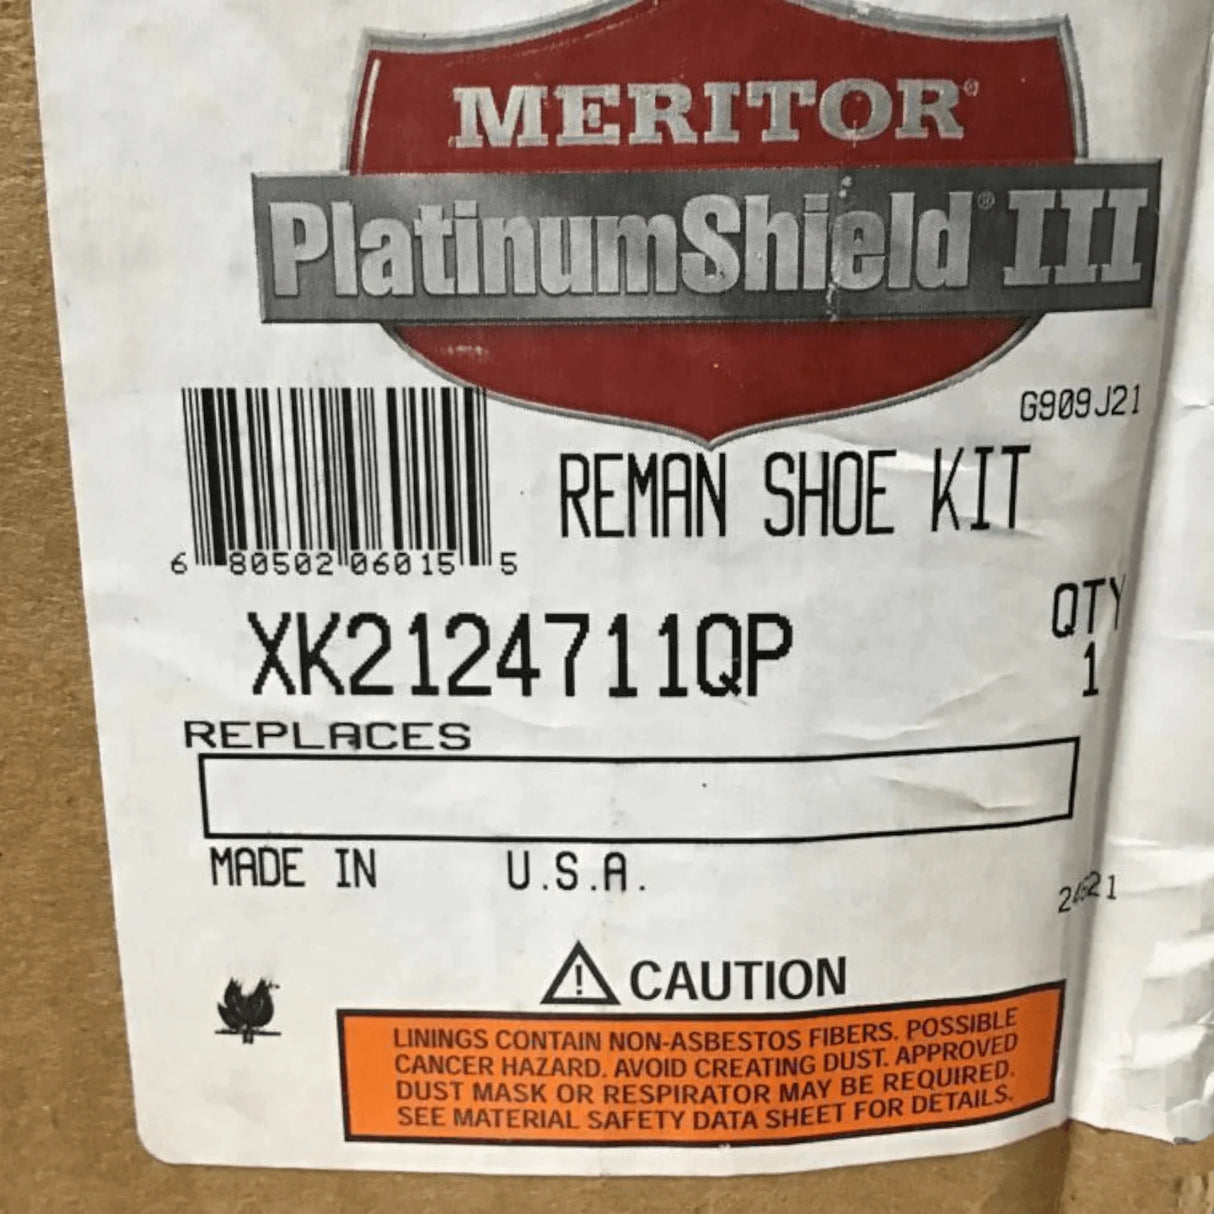 MERITOR®
PlatinumShield® III
G909J21
REMAN SHOE KIT
6 80502 06015 5
XK2124711QP
QTY
1
REPLACES
MADE IN U.S.A.
CAUTION
LININGS CONTAIN NON-ASBESTOS FIBERS. POSSIBLE
CANCER HAZARD. AVOID CREATING DUST. APPROVED
DUST MASK OR RESPIRATOR MAY BE REQUIRED.
SEE MATERIAL SAFETY DATA SHEET FOR DETAILS.